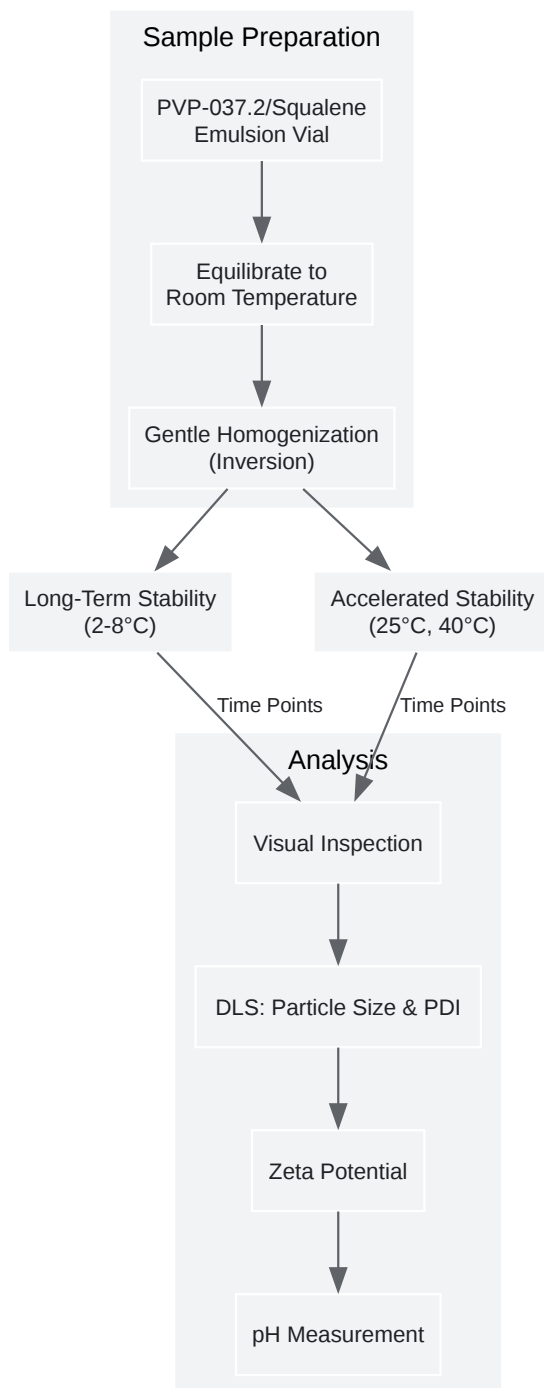 Sample Preparation
PVP-037.2/Squalene
Emulsion Vial
Equilibrate to
Room Temperature
Gentle Homogenization
(Inversion)
Long-Term Stability
(2-8°C)
Accelerated Stability
(25°C, 40°C)
Time Points
Time Points
Analysis
Visual Inspection
DLS: Particle Size & PDI
Zeta Potential
pH Measurement